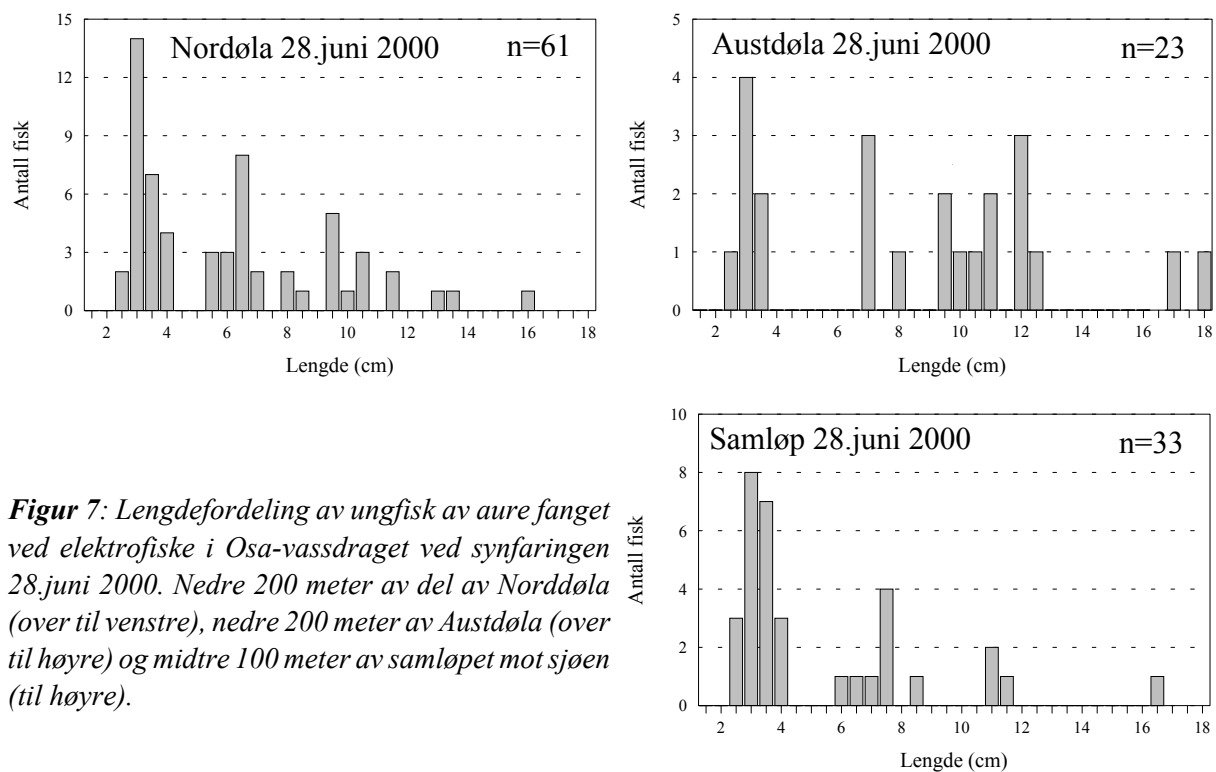 Nordøla 28.juni 2000
n=61
Antall fisk
15
12
9
6
3
0
2 4 6 8 10 12 14 16 18
Lengde (cm)
Austdøla 28.juni 2000
n=23
Antall fisk
5
4
3
2
1
0
2 4 6 8 10 12 14 16 18
Lengde (cm)
Samløp 28.juni 2000
n=33
Antall fisk
10
8
6
4
2
0
2 4 6 8 10 12 14 16 18
Lengde (cm)
Figur 7: Lengdefordeling av ungfisk av aure fanget
ved elektrofiske i Osa-vassdraget ved synfaringen
28.juni 2000. Nedre 200 meter av del av Norddøla
(over til venstre), nedre 200 meter av Austdøla (over
til høyre) og midtre 100 meter av samløpet mot sjøen
(til høyre).